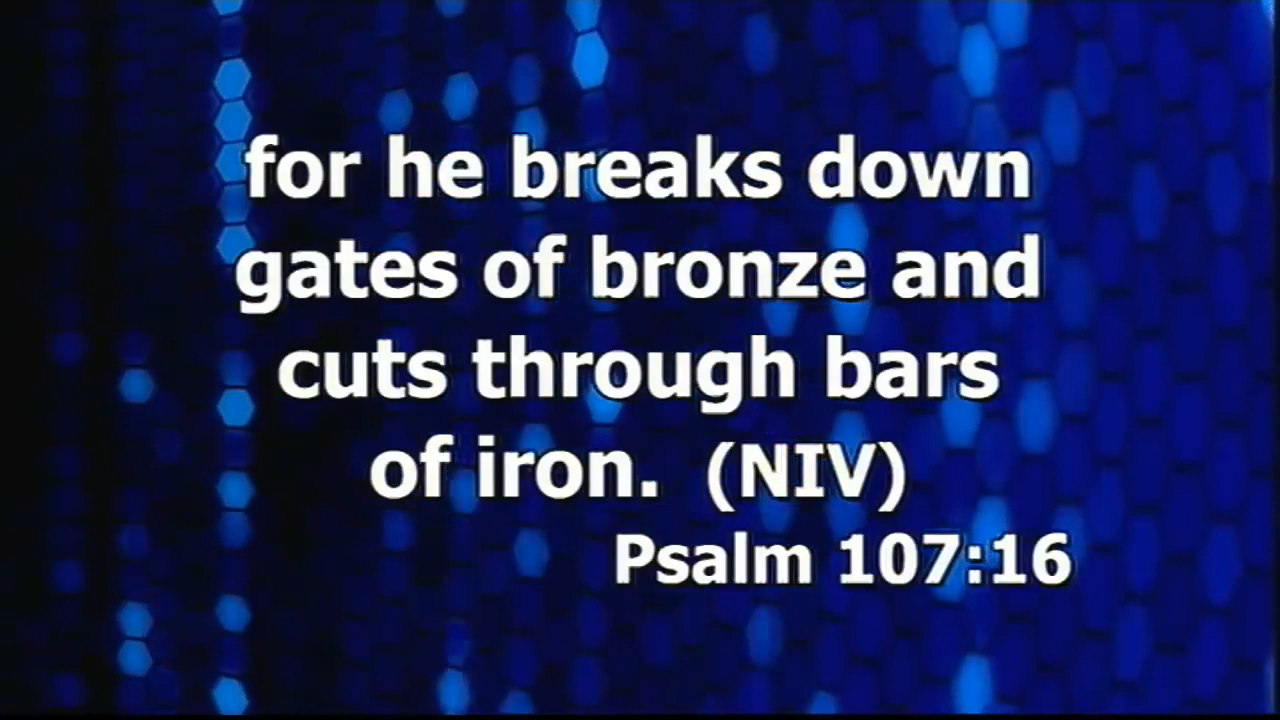 for he breaks down
gates of bronze and
cuts through bars
of iron.  (NIV)
Psalm 107:16